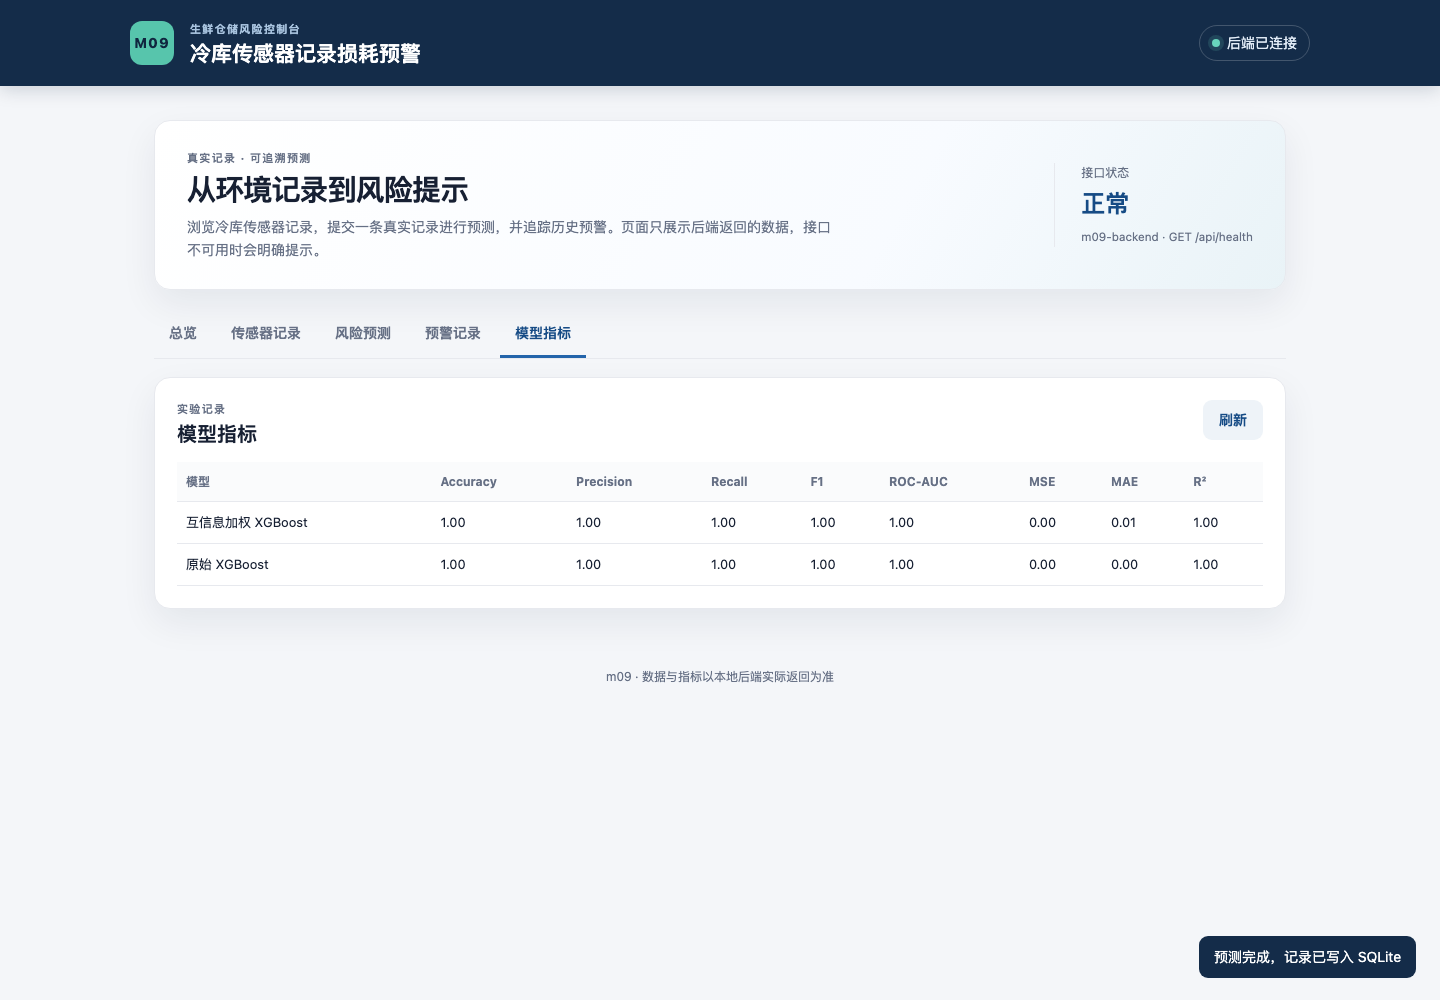 M09
生鲜仓储风险控制台
冷库传感器记录损耗预警
后端已连接
真实记录 · 可追溯预测
从环境记录到风险提示
浏览冷库传感器记录，提交一条真实记录进行预测，并追踪历史预警。页面只展示后端返回的数据，接口
不可用时会明确提示。
接口状态
正常
m09-backend · GET /api/health
总览 传感器记录 风险预测 预警记录 模型指标
实验记录
模型指标
刷新
模型 Accuracy Precision Recall F1 ROC-AUC MSE MAE R²
互信息加权 XGBoost 1.00 1.00 1.00 1.00 1.00 0.00 0.01 1.00
原始 XGBoost 1.00 1.00 1.00 1.00 1.00 0.00 0.00 1.00
m09 · 数据与指标以本地后端实际返回为准
预测完成，记录已写入 SQLite